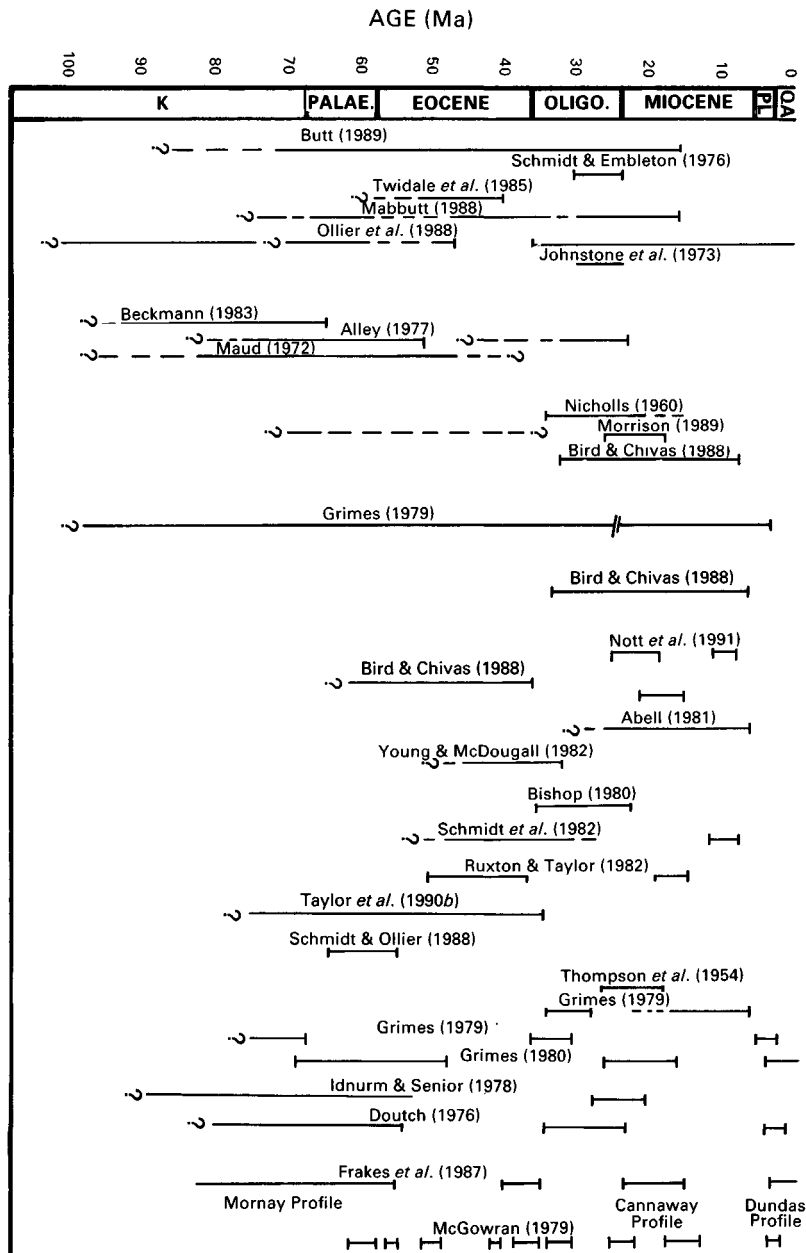 AGE (Ma)
100 90 80 70 60 50 40 30 20 10 0
K PALAE. EOCENE OLIGO. MIOCENE PL QA
Butt (1989)
?
Schmidt & Embleton (1976)
Twidale et al. (1985)
?
Mabbutt (1988)
?
Ollier et al. (1988)
? ?
Johnstone et al. (1973)
Beckmann (1983)
?
Alley (1977)
? ?
Maud (1972)
? ?
Nicholls (1960)
Morrison (1989)
? ?
Bird & Chivas (1988)
Grimes (1979)
?
Bird & Chivas (1988)
Nott et al. (1991)
Bird & Chivas (1988)
?
Abell (1981)
?
Young & McDougall (1982)
?
Bishop (1980)
Schmidt et al. (1982)
?
Ruxton & Taylor (1982)
Taylor et al. (1990b)
?
Schmidt & Ollier (1988)
Thompson et al. (1954)
Grimes (1979)
Grimes (1979)
?
Grimes (1980)
Idnurm & Senior (1978)
?
Doutch (1976)
?
Frakes et al. (1987)
Mornay Profile
Cannaway Profile
Dundas Profile
McGowran (1979)